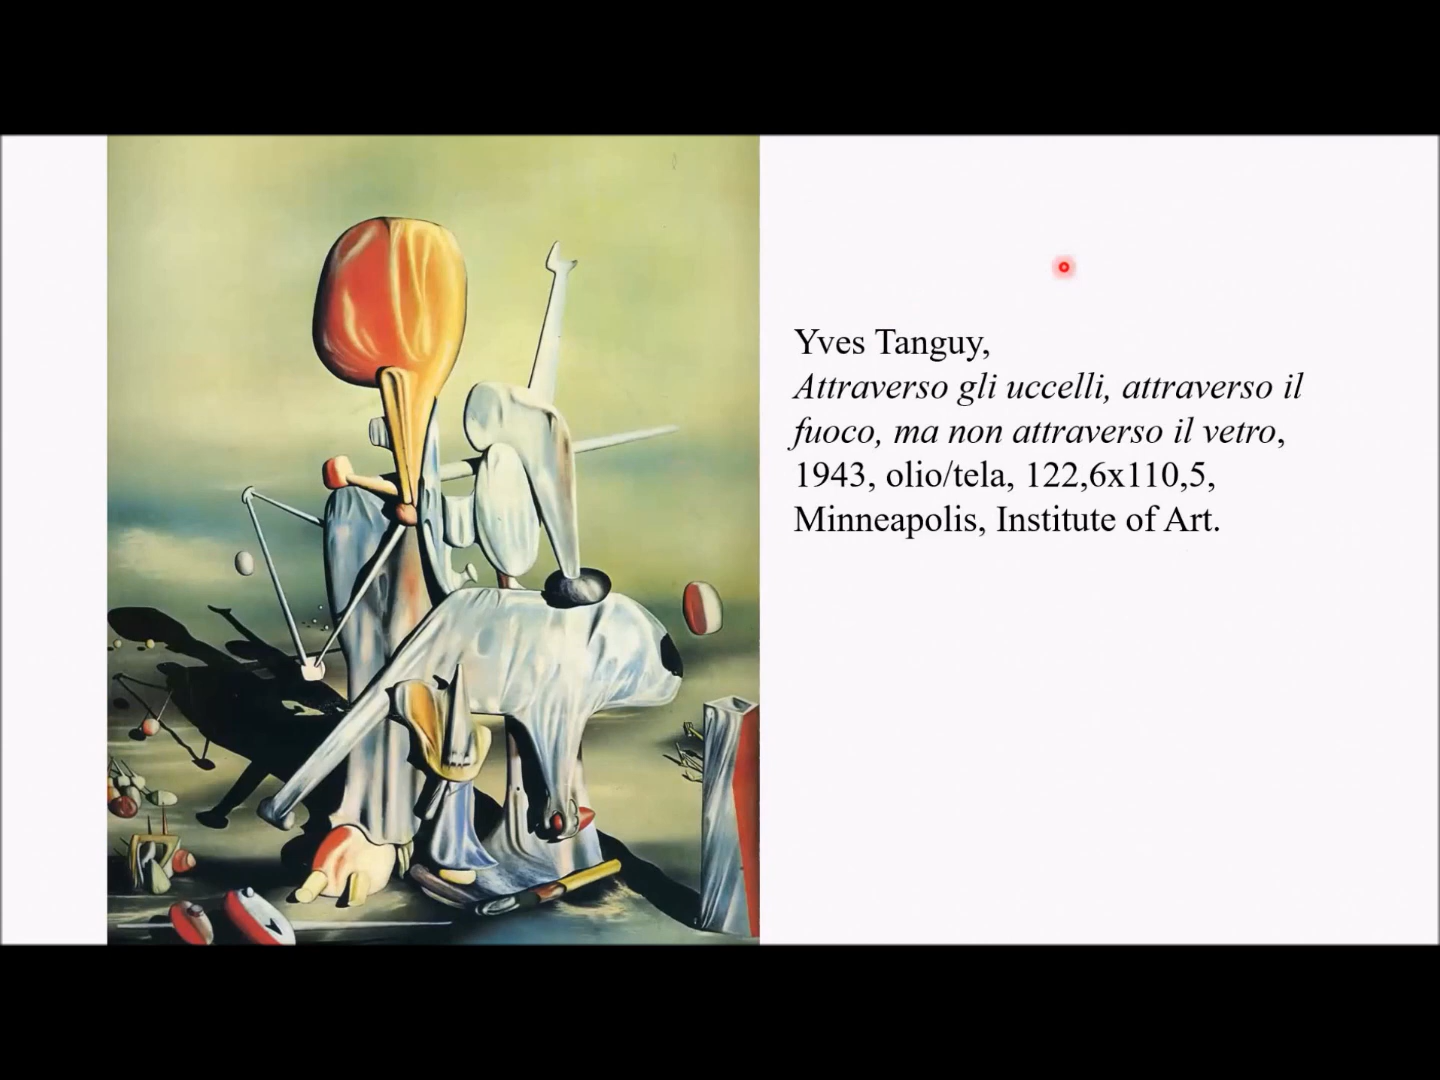 Yves Tanguy,
Attraverso gli uccelli, attraverso il
fuoco, ma non attraverso il vetro,
1943, olio/tela, 122,6x110,5,
Minneapolis, Institute of Art.